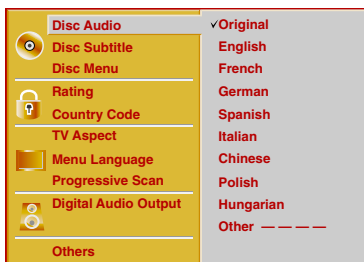 Disc Audio
Disc Subtitle
Disc Menu
Rating
Country Code
TV Aspect
Menu Language
Progressive Scan
Digital Audio Output
Others
✓Original
English
French
German
Spanish
Italian
Chinese
Polish
Hungarian
Other — — — —